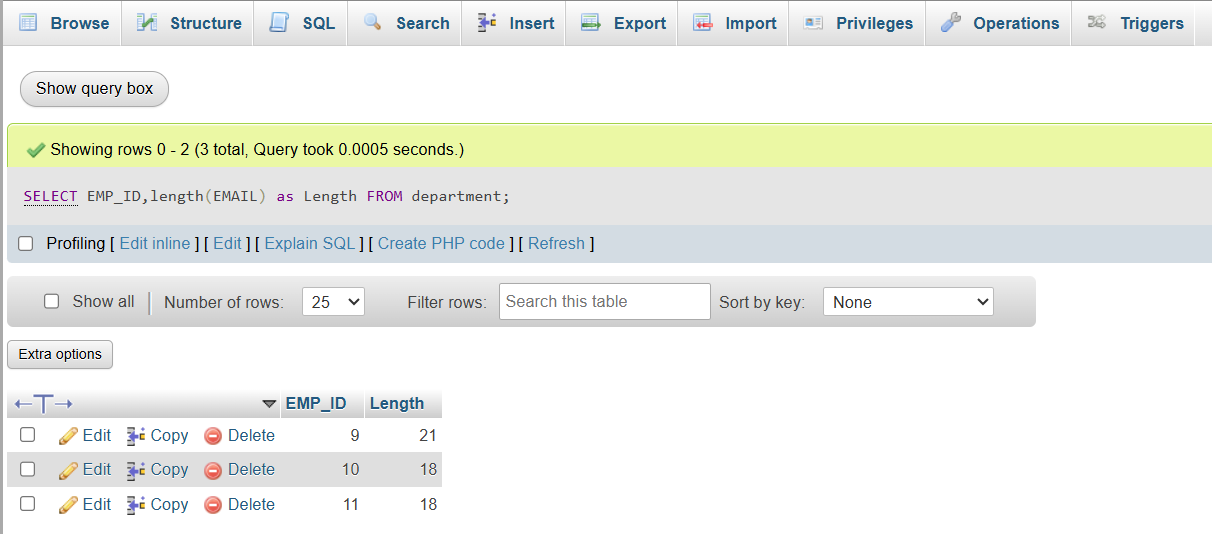 Browse Structure SQL Search Insert Export Import Privileges Operations Triggers
Show query box
Showing rows 0 - 2 (3 total, Query took 0.0005 seconds.)
SELECT EMP_ID,length(EMAIL) as Length FROM department;
Profiling [ Edit inline ] [ Edit ] [ Explain SQL ] [ Create PHP code ] [ Refresh ]
Show all Number of rows: 25 Filter rows: Search this table Sort by key: None
Extra options
EMP_ID Length
Edit Copy Delete 9 21
Edit Copy Delete 10 18
Edit Copy Delete 11 18